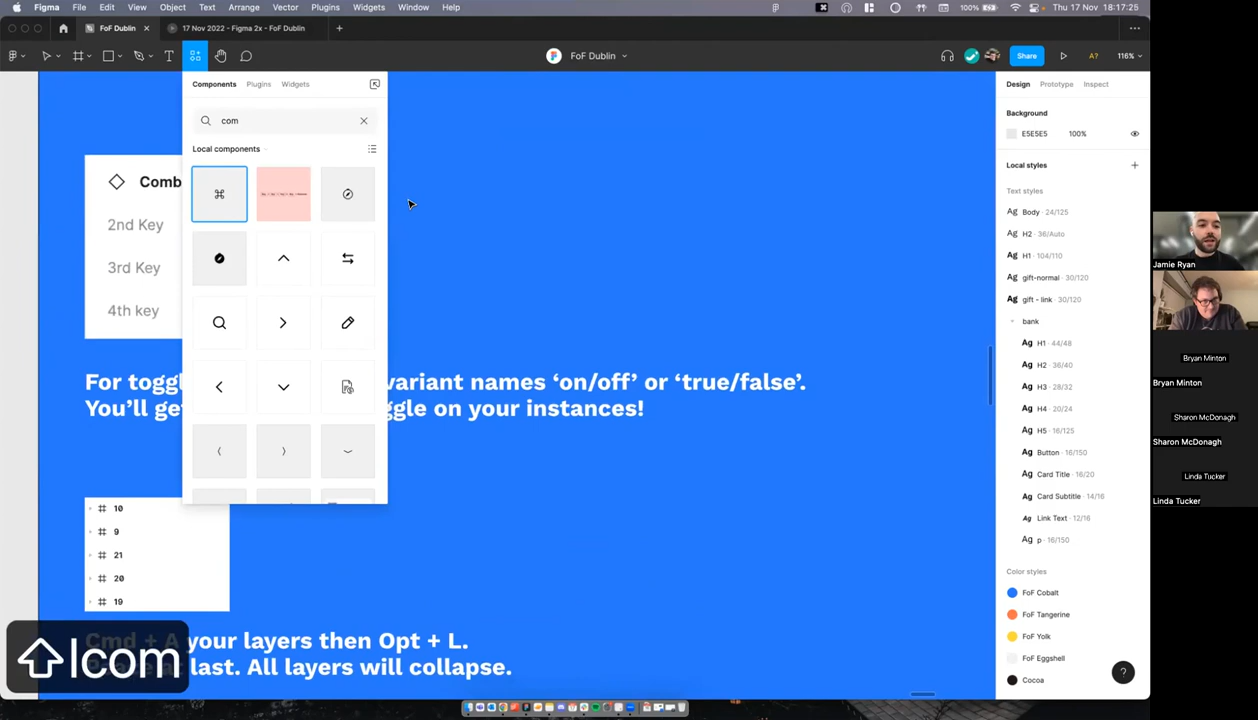 Figma File Edit View Object Text Arrange Vector Plugins Widgets Window Help
100% Thu 17 Nov 18:17:25
FoF Dublin
17 Nov 2022 - Figma 2x - FoF Dublin
FoF Dublin
Share
A?
116%
Components Plugins Widgets
com
Local components
Comb
2nd Key
3rd Key
4th key
For toggl
variant names ‘on/off’ or ‘true/false’.
You’ll ge
ggle on your instances!
10
9
21
20
19
Cmd + A your layers then Opt + L.
last. All layers will collapse.
Icom
Design Prototype Inspect
Background
E5E5E5 100%
Local styles
Text styles
Ag Body · 24/125
Ag H2 · 36/Auto
Ag H1 · 104/110
Ag gift-normal · 30/120
Ag gift - link · 30/120
bank
Ag H1 · 44/48
Ag H2 · 36/40
Ag H3 · 28/32
Ag H4 · 20/24
Ag H5 · 16/125
Ag Button · 16/150
Ag Card Title · 16/20
Ag Card Subtitle · 14/16
Ag Link Text · 12/16
Ag p · 16/150
Color styles
FoF Cobalt
FoF Tangerine
FoF Yolk
FoF Eggshell
Cocoa
?
Jamie Ryan
Bryan Minton
Bryan Minton
Sharon McDonagh
Sharon McDonagh
Linda Tucker
Linda Tucker